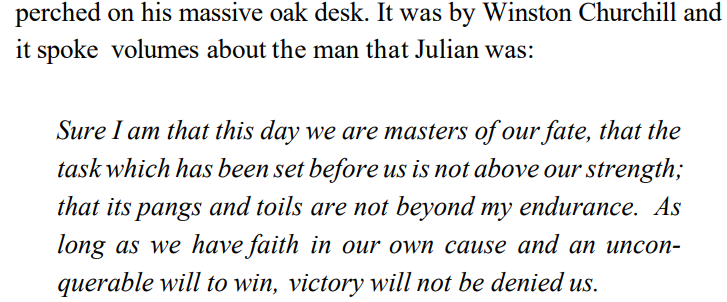 perched on his massive oak desk. It was by Winston Churchill and
it spoke volumes about the man that Julian was:
Sure I am that this day we are masters of our fate, that the
task which has been set before us is not above our strength;
that its pangs and toils are not beyond my endurance. As
long as we have faith in our own cause and an uncon-
querable will to win, victory will not be denied us.